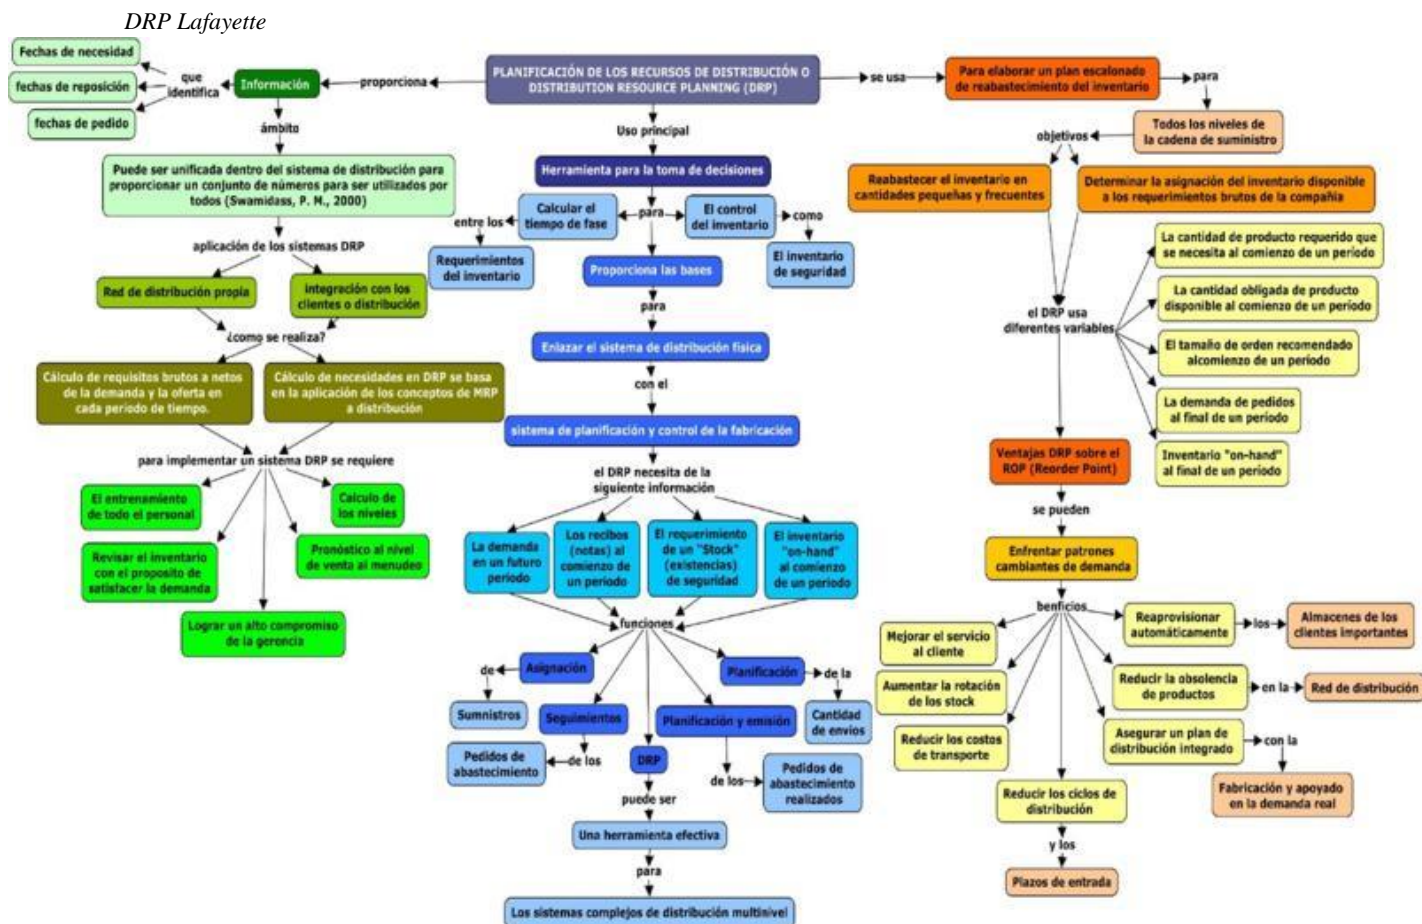 DRP Lafayette
PLANIFICACIÓN DE LOS RECURSOS DE DISTRIBUCIÓN O
DISTRIBUTION RESOURCE PLANNING (DRP)
proporciona
Información
que
identifica
Fechas de necesidad
fechas de reposición
fechas de pedido
ámbito
Puede ser unificada dentro del sistema de distribución para
proporcionar un conjunto de números para ser utilizados por
todos (Swamidass, P. M., 2000)
aplicación de los sistemas DRP
Red de distribución propia
integración con los
clientes o distribución
¿como se realiza?
Cálculo de requisitos brutos a netos
de la demanda y la oferta en
cada periodo de tiempo.
Cálculo de necesidades en DRP se basa
en la aplicación de los conceptos de MRP
a distribución
para implementar un sistema DRP se requiere
El entrenamiento
de todo el personal
Calculo de
los niveles
Revisar el inventario
con el proposito de
satisfacer la demanda
Pronóstico al nivel
de venta al menudeo
Lograr un alto compromiso
de la gerencia
Uso principal
Herramienta para la toma de decisiones
para
Calcular el
tiempo de fase
entre los
Requerimientos
del inventario
El control
del inventario
como
El inventario
de seguridad
Proporciona las bases
para
Enlazar el sistema de distribución física
con el
sistema de planificación y control de la fabricación
el DRP necesita de la
siguiente información
La demanda
en un futuro
período
Los recibos
(notas) al
comienzo de
un período
El requerimiento
de un "Stock"
(existencias)
de seguridad
El inventario
"on-hand"
al comienzo
de un período
funciones
Asignación
de
Sumnistros
Seguimientos
de los
Pedidos de
abastecimiento
DRP
puede ser
Una herramienta efectiva
para
Los sistemas complejos de distribución multinível
Planificación y emisión
de los
Pedidos de
abastecimiento
realizados
Planificación
de la
Cantidad
de envios
se usa
Para elaborar un plan escalonado
de reabastecimiento del inventario
para
Todos los niveles de
la cadena de suministro
objetivos
Reabastecer el inventario en
cantidades pequeñas y frecuentes
Determinar la asignación del inventario disponible
a los requerimientos brutos de la compañía
el DRP usa
diferentes variables
La cantidad de producto requerido que
se necesita al comienzo de un período
La cantidad obligada de producto
disponible al comienzo de un período
El tamaño de orden recomendado
alcomienzo de un período
La demanda de pedidos
al final de un período
Inventario "on-hand"
al final de un período
Ventajas DRP sobre el
ROP (Reorder Point)
se pueden
Enfrentar patrones
cambiantes de demanda
benficios
Mejorar el servicio
al cliente
Aumentar la rotación
de los stock
Reducir los costos
de transporte
Reducir los ciclos de
distribución
y los
Plazos de entrada
Reaprovisionar
automáticamente
los
Almacenes de los
clientes importantes
Reducir la obsolencia
de productos
en la
Red de distribución
Asegurar un plan de
distribución integrado
con la
Fabricación y apoyado
en la demanda real